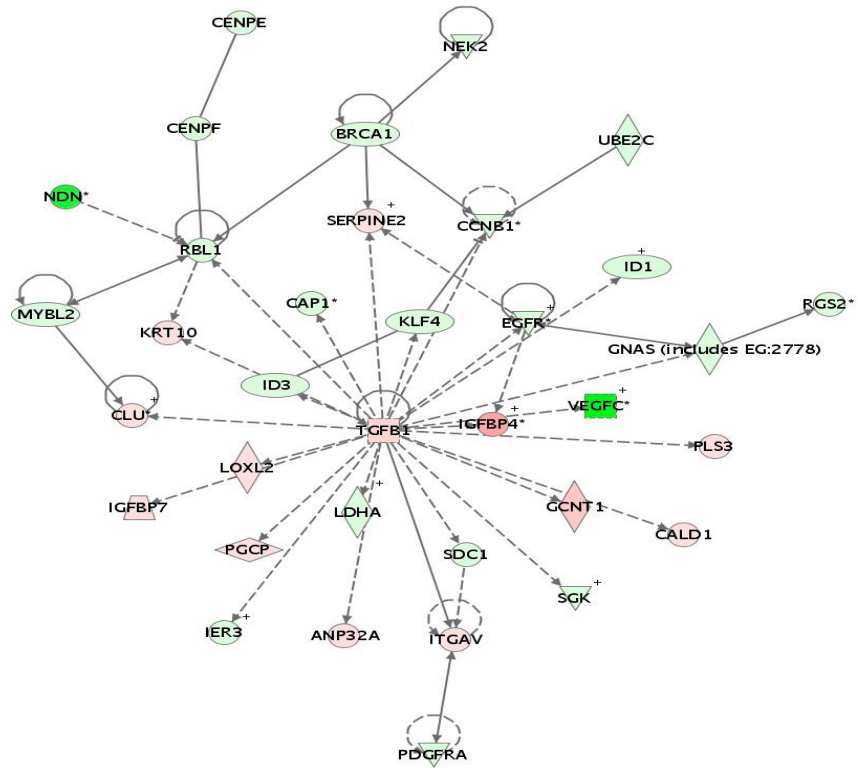 CENPE
NEK2
CENPF
BRCA1
UBE2C
NDN*
SERPINE2 +
CCNB1*
RBL1
ID1 +
MYBL2
CAP1*
KRT10
KLF4
EGFR* +
RGS2*
GNAS (includes EG:2778)
ID3
CLU* +
TGFB1
IGFBP4* +
VEGFC* +
PLS3
LOXL2
IGFBP7
LDHA +
GCNT1
CALD1
PGCP
SDC1
SGK +
IER3 +
ANP32A
ITGAV
PDGFRA